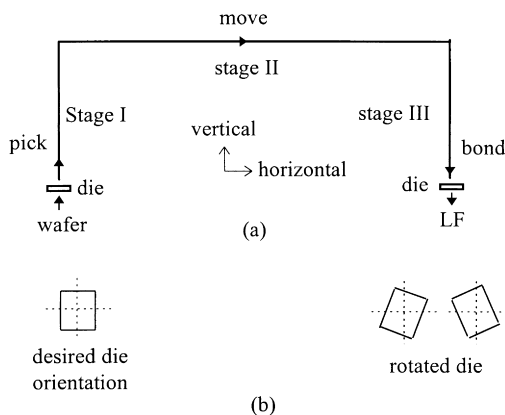 move
stage II
Stage I
stage III
vertical
pick
bond
horizontal
die
die
wafer
LF
(a)
desired die
orientation
rotated die
(b)